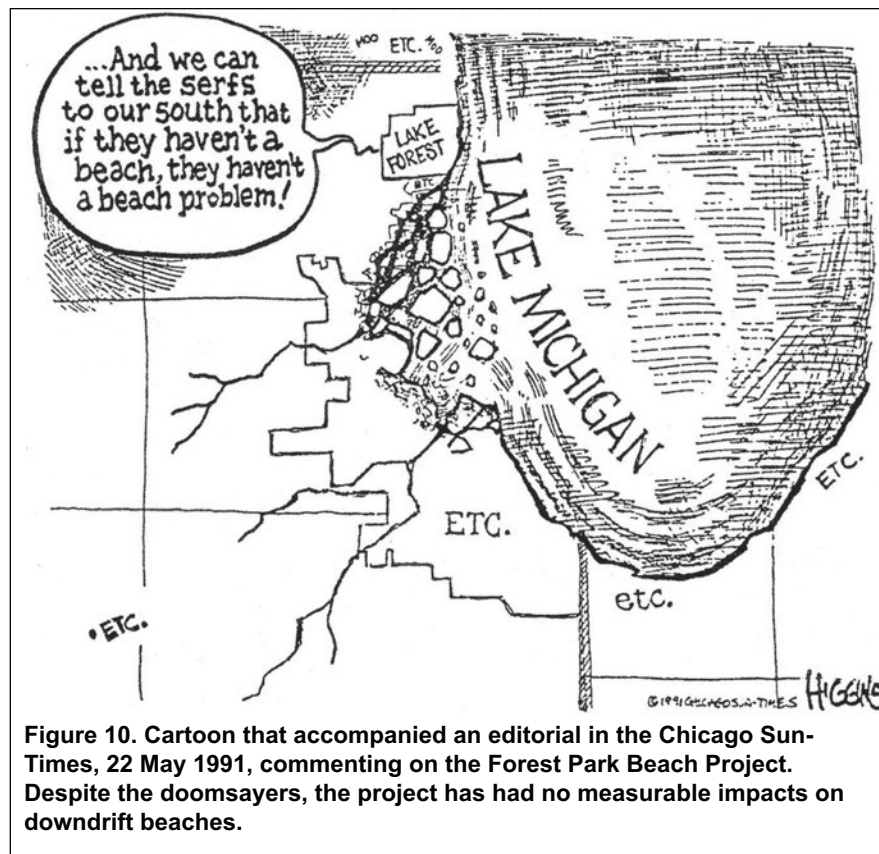 HOO ETC. HOO
...And we can
tell the serfs
to our south that
if they haven't a
beach, they haven't
a beach problem!
LAKE
FOREST
ETC
LAKE MICHIGAN
ETC.
ETC.
etc.
• ETC.
©1991 CHICAGO SUN-TIMES HIGGINS
Figure 10. Cartoon that accompanied an editorial in the Chicago Sun-
Times, 22 May 1991, commenting on the Forest Park Beach Project.
Despite the doomsayers, the project has had no measurable impacts on
downdrift beaches.